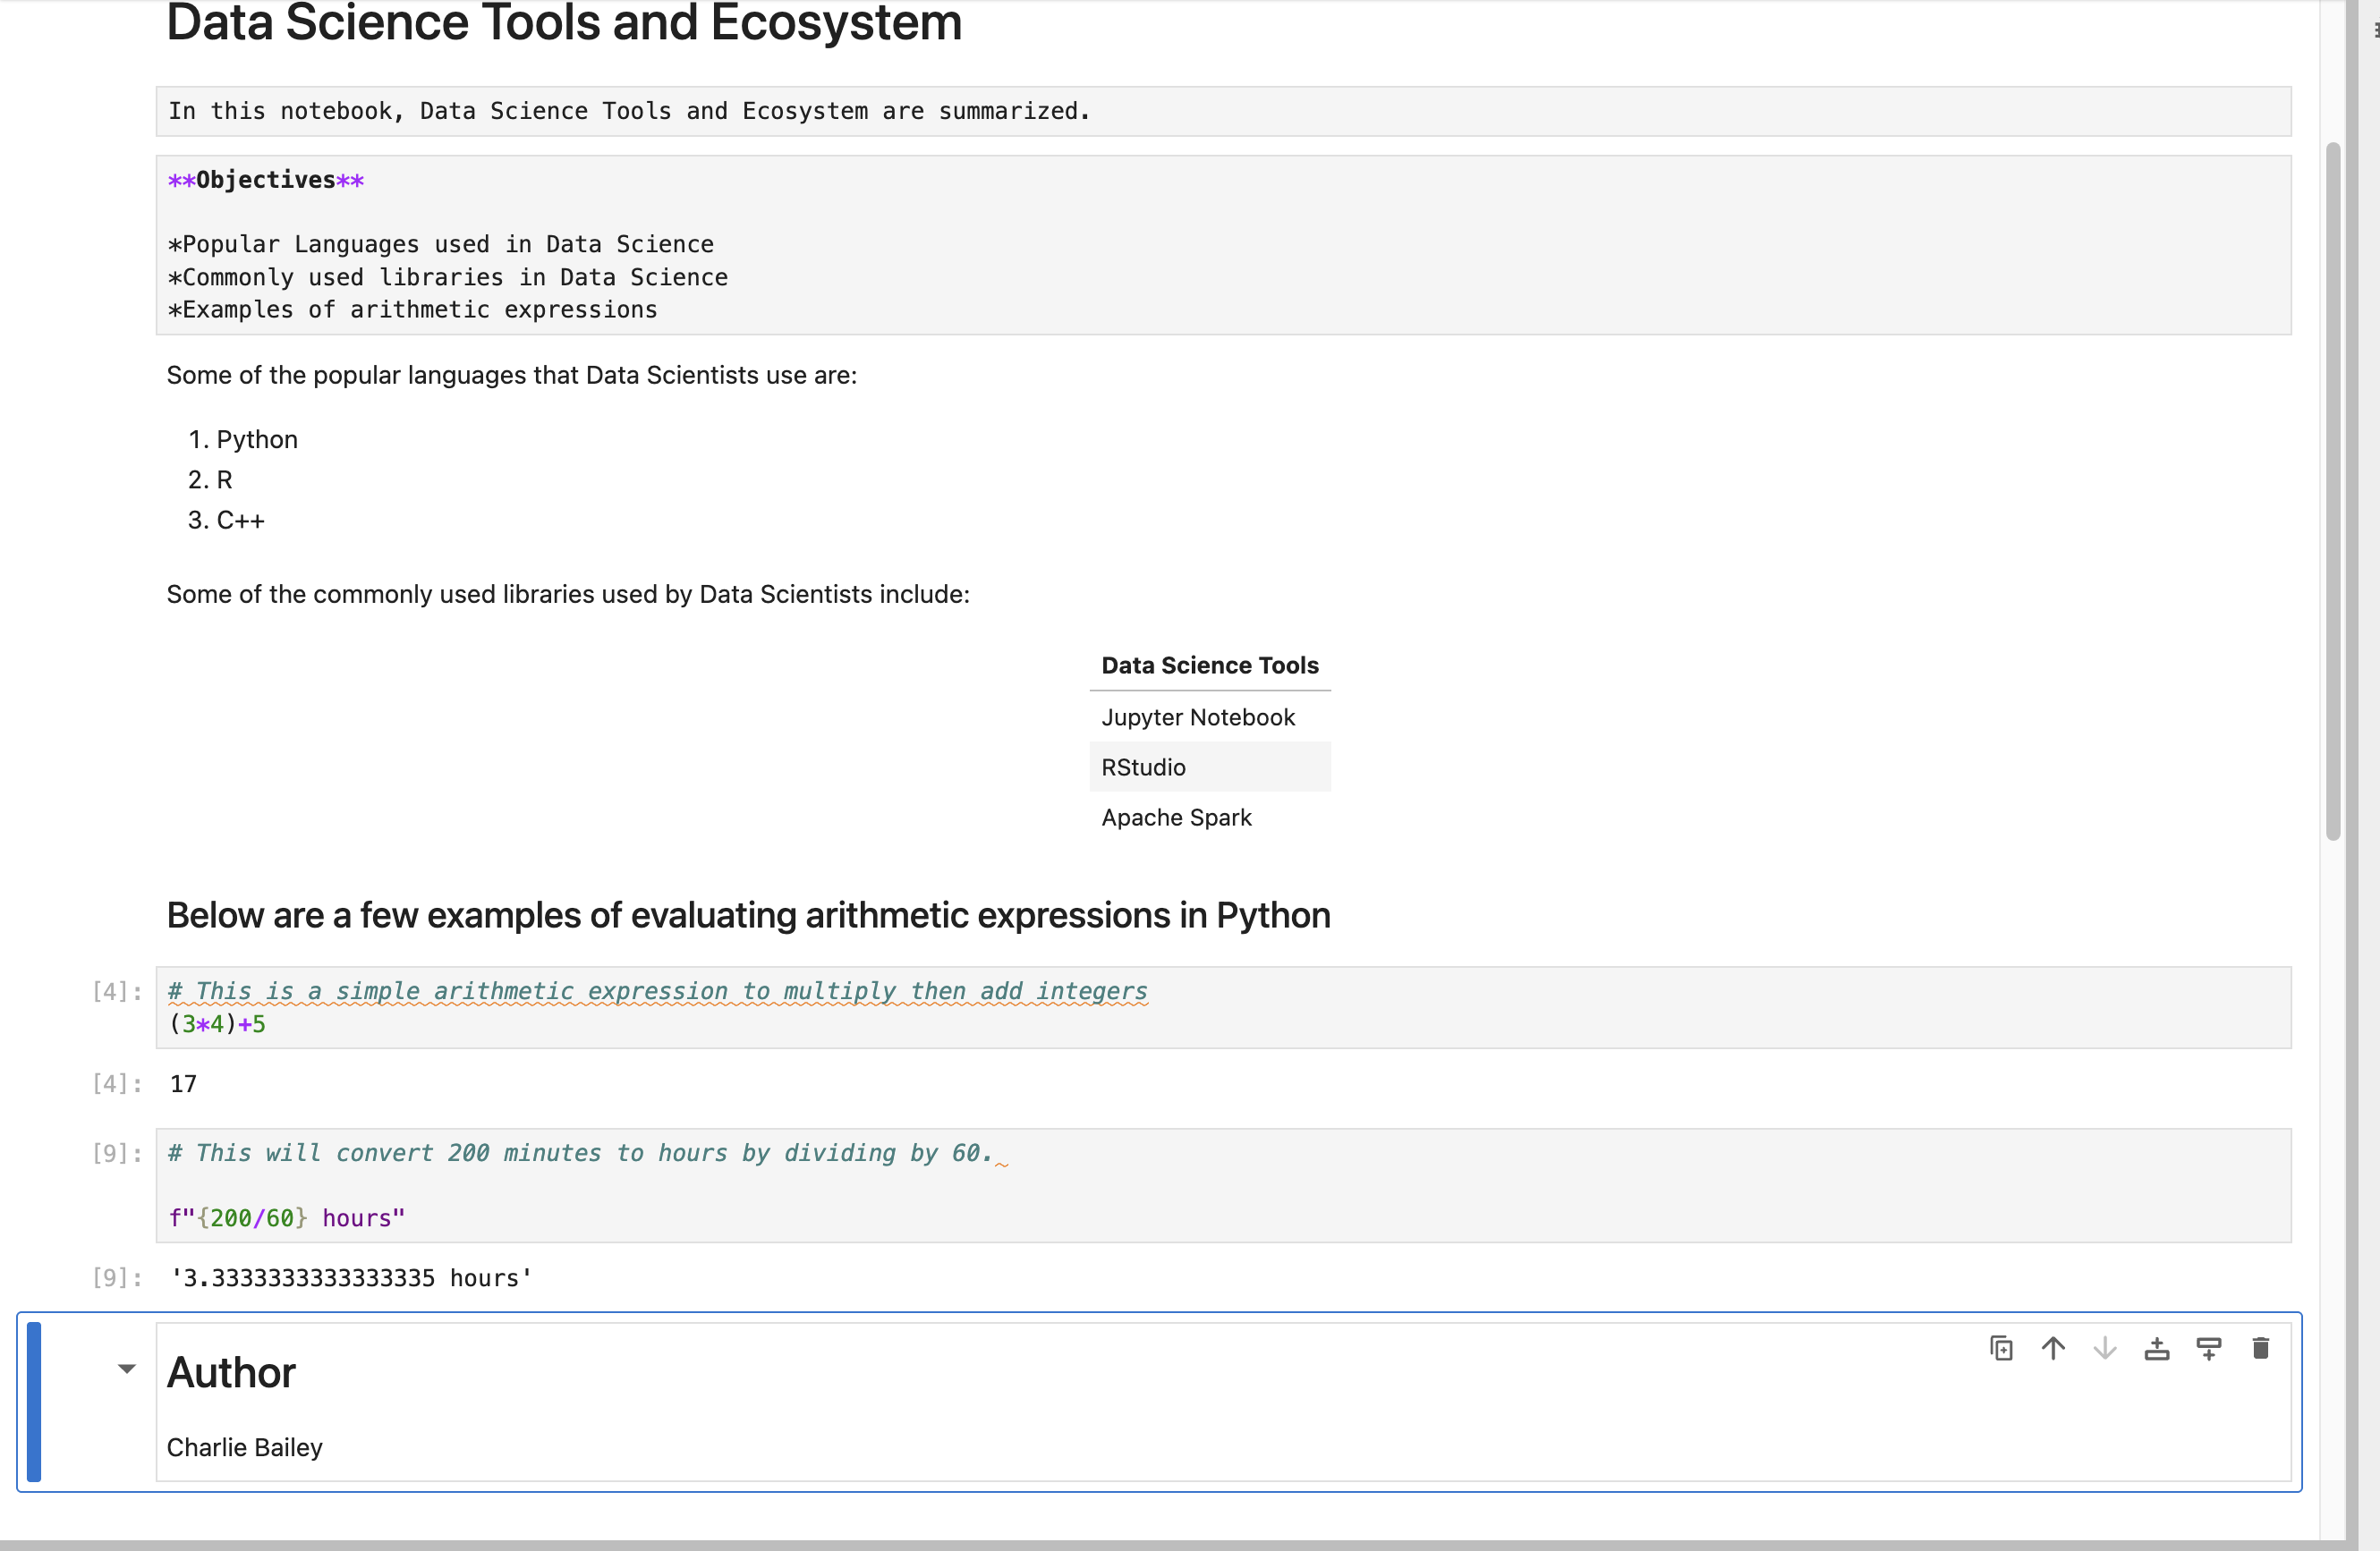 Data Science Tools and Ecosystem
In this notebook, Data Science Tools and Ecosystem are summarized.
**Objectives**
*Popular Languages used in Data Science
*Commonly used libraries in Data Science
*Examples of arithmetic expressions
Some of the popular languages that Data Scientists use are:
1. Python
2. R
3. C++
Some of the commonly used libraries used by Data Scientists include:
Data Science Tools
Jupyter Notebook
RStudio
Apache Spark
Below are a few examples of evaluating arithmetic expressions in Python
[4]: # This is a simple arithmetic expression to multiply then add integers
(3*4)+5
[4]: 17
[9]: # This will convert 200 minutes to hours by dividing by 60.
f"{200/60} hours"
[9]: '3.3333333333333335 hours'
Author
Charlie Bailey